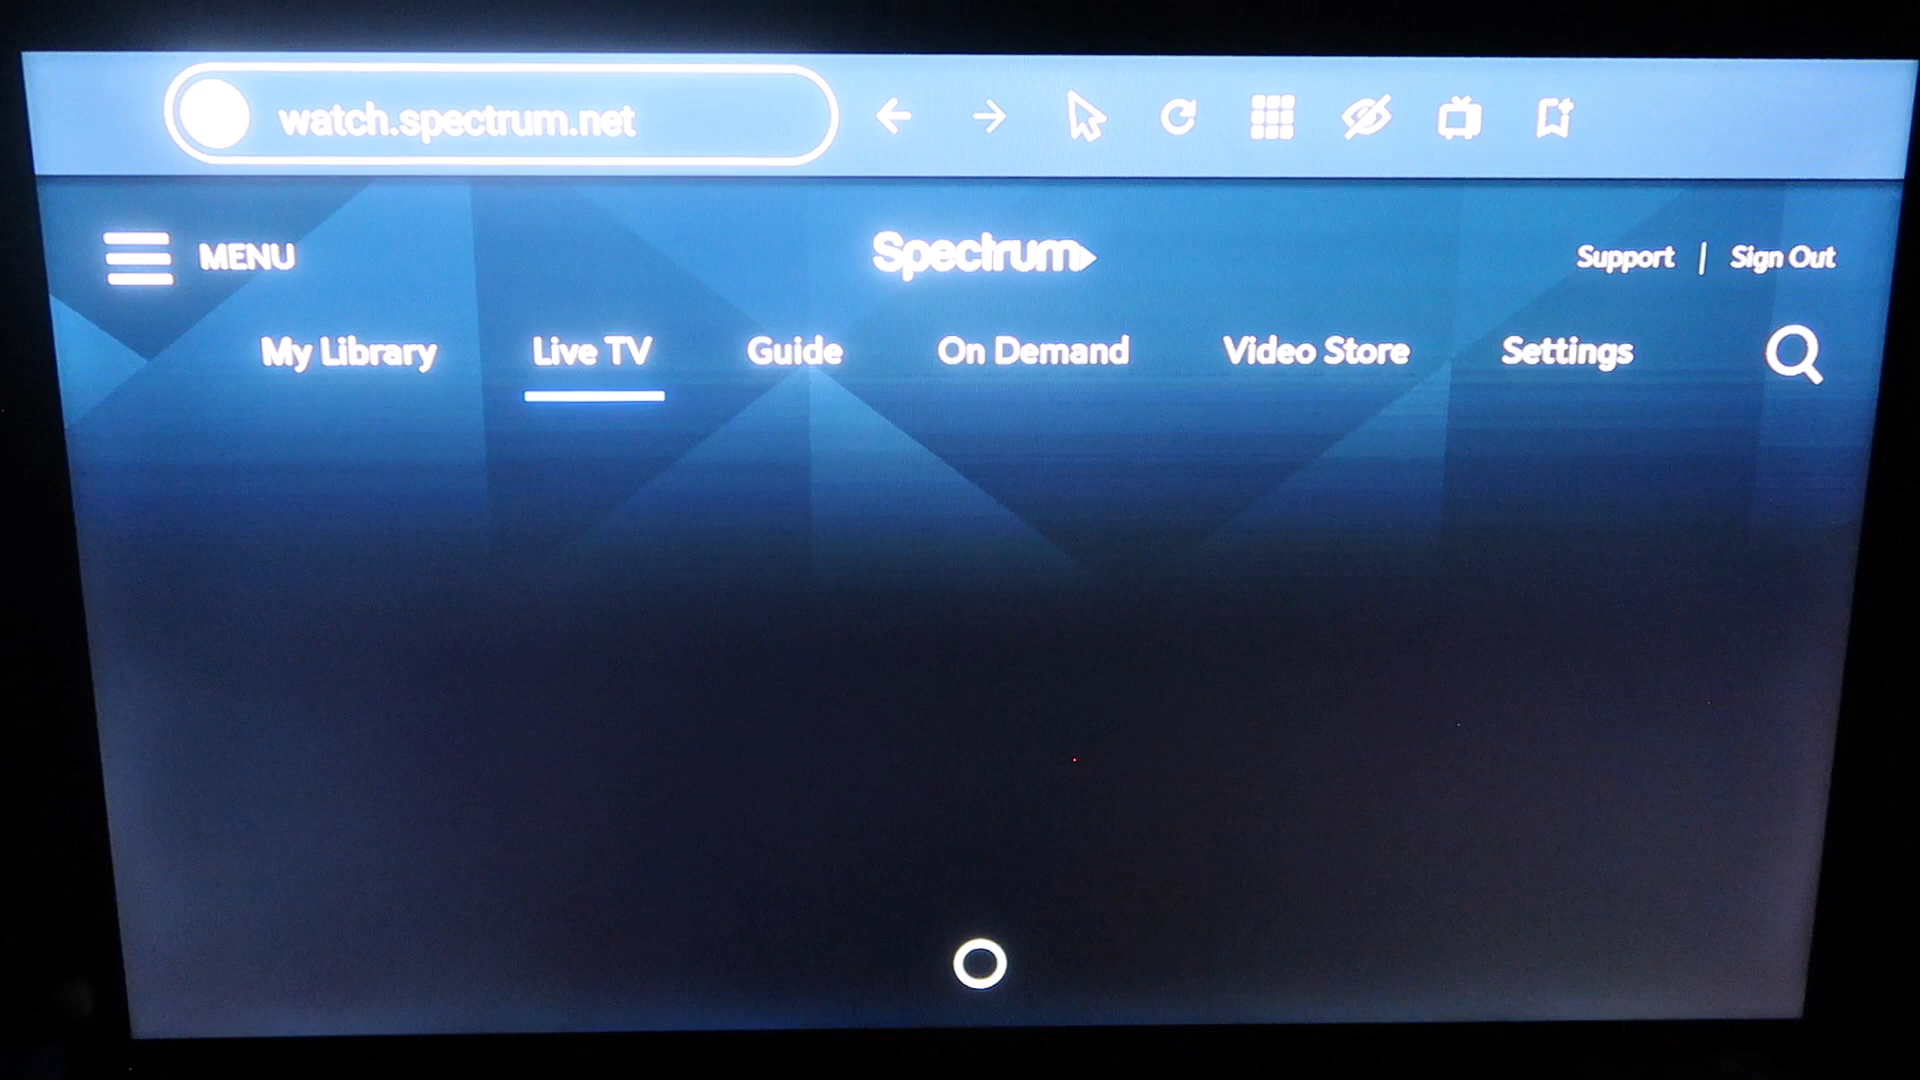 watch.spectrum.net
MENU
Spectrum
Support | Sign Out
My Library Live TV Guide On Demand Video Store Settings